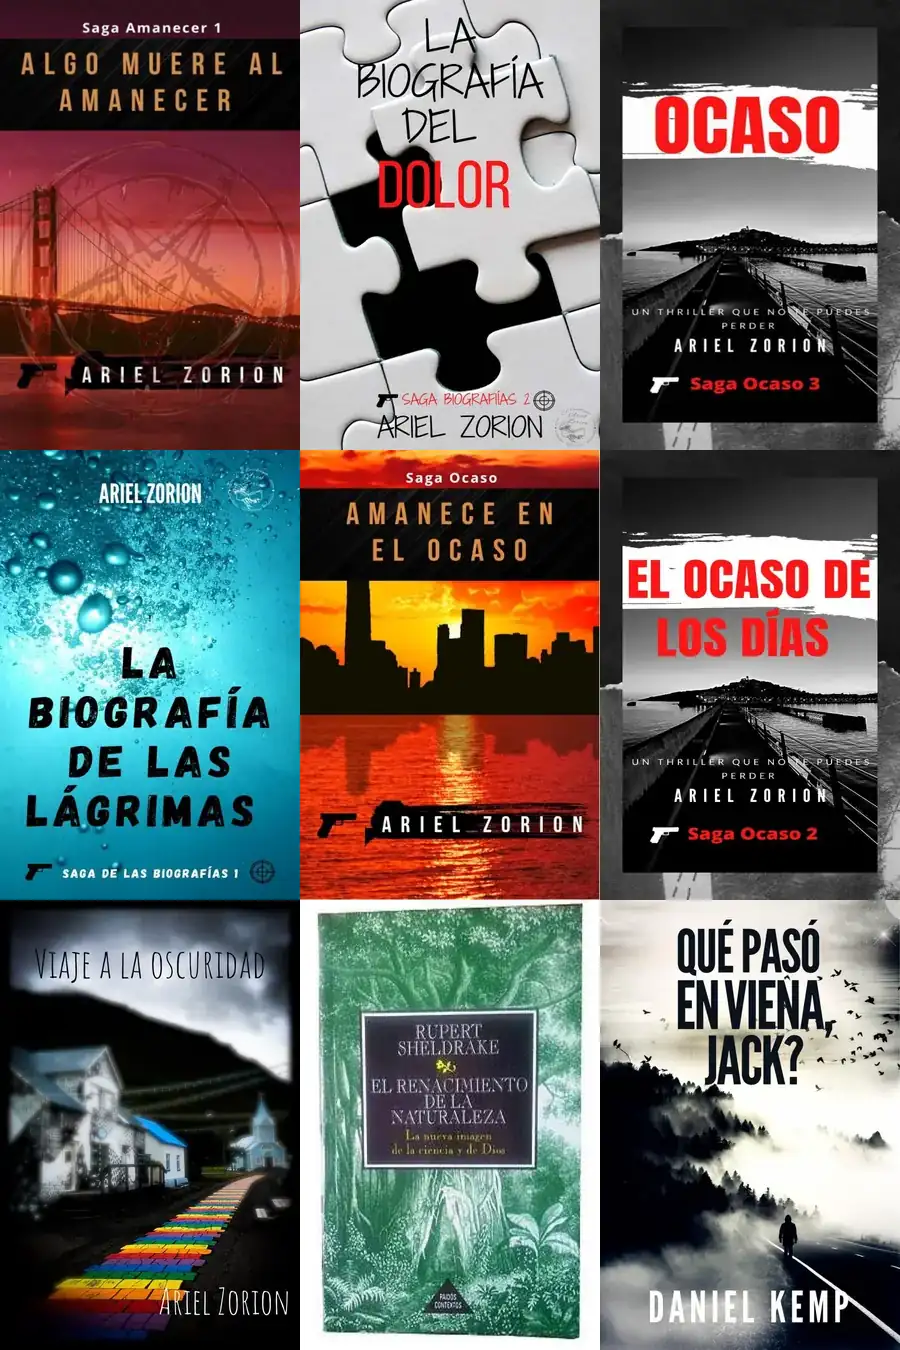 Saga Amanecer 1
ALGO MUERE AL
AMANECER
ARIEL ZORION
LA
BIOGRAFÍA
DEL
DOLOR
SAGA BIOGRAFÍAS 2
ARIEL ZORION
OCASO
UN THRILLER QUE NO TE PUEDES
PERDER
ARIEL ZORION
Saga Ocaso 3
ARIEL ZORION
LA
BIOGRAFÍA
DE LAS
LÁGRIMAS
SAGA DE LAS BIOGRAFÍAS 1
Saga Ocaso
AMANECE EN
EL OCASO
ARIEL ZORION
EL OCASO DE
LOS DÍAS
UN THRILLER QUE NO TE PUEDES
PERDER
ARIEL ZORION
Saga Ocaso 2
VIAJE A LA OSCURIDAD
ARIEL ZORION
RUPERT
SHELDRAKE
EL RENACIMIENTO
DE LA
NATURALEZA
La nueva imagen
de la ciencia y de Dios
PAIDÓS
CONTEXTOS
QUÉ PASÓ
EN VIENA,
JACK?
DANIEL KEMP